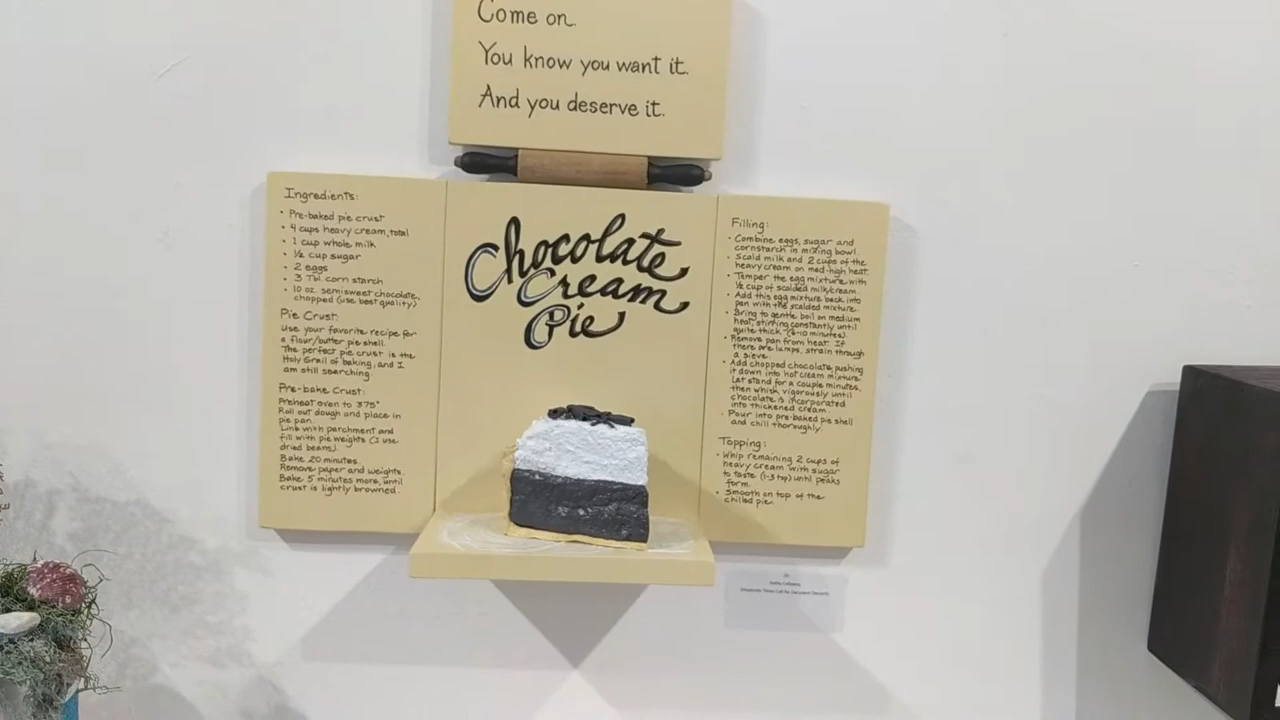 Come on.
You know you want it.
And you deserve it.
Ingredients:
• Pre-baked pie crust
• 4 cups heavy cream, total
• 1 cup whole milk
• ½ cup sugar
• 2 eggs
• 3 Tbl. corn starch
• 10 oz. semisweet chocolate,
chopped (use best quality)
Pie Crust:
Use your favorite recipe for
a flour/butter pie shell.
The perfect pie crust is the
Holy Grail of baking, and I
am still searching.
Pre-bake Crust:
Preheat oven to 375°
Roll out dough and place in
pie pan.
Line with parchment and
fill with pie weights (I use
dried beans).
Bake 20 minutes.
Remove paper and weights.
Bake 5 minutes more, until
crust is lightly browned.
Chocolate
Cream
Pie
Filling:
• Combine eggs, sugar and
cornstarch in mixing bowl.
• Scald milk and 2 cups of the
heavy cream on med-high heat.
• Temper the egg mixture with
½ cup of scalded milk/cream.
• Add this egg mixture back into
pan with the scalded mixture.
• Bring to gentle boil on medium
heat, stirring constantly until
quite thick (8-10 minutes).
• Remove pan from heat. If
there are lumps, strain through
a sieve.
• Add chopped chocolate, pushing
it down into hot cream mixture.
Let stand for a couple minutes,
then whisk vigorously until
chocolate is incorporated
into thickened cream.
• Pour into pre-baked pie shell
and chill thoroughly.
Topping:
• Whip remaining 2 cups of
heavy cream with sugar
to taste (1-3 tsp) until peaks
form.
• Smooth on top of the
chilled pie.
Kathy
Times Call for Decadent Desserts